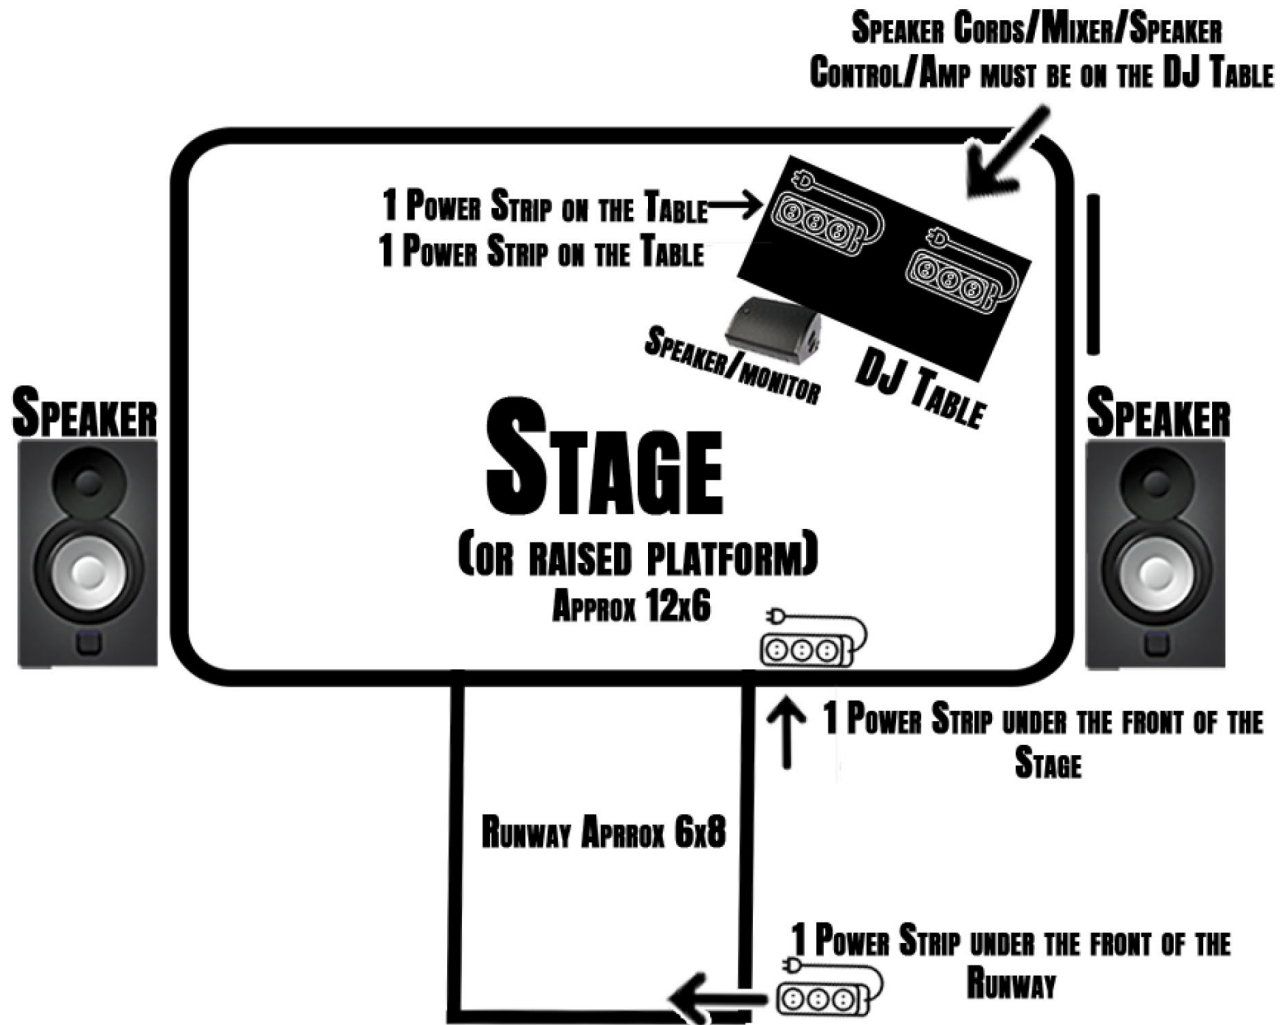 Speaker Cords/Mixer/Speaker
Control/Amp must be on the DJ Table
1 Power Strip on the Table
1 Power Strip on the Table
Speaker/monitor
DJ Table
Speaker
Speaker
Stage
(or raised platform)
Approx 12x6
1 Power Strip under the front of the
Stage
Runway Aprrox 6x8
1 Power Strip under the front of the
Runway